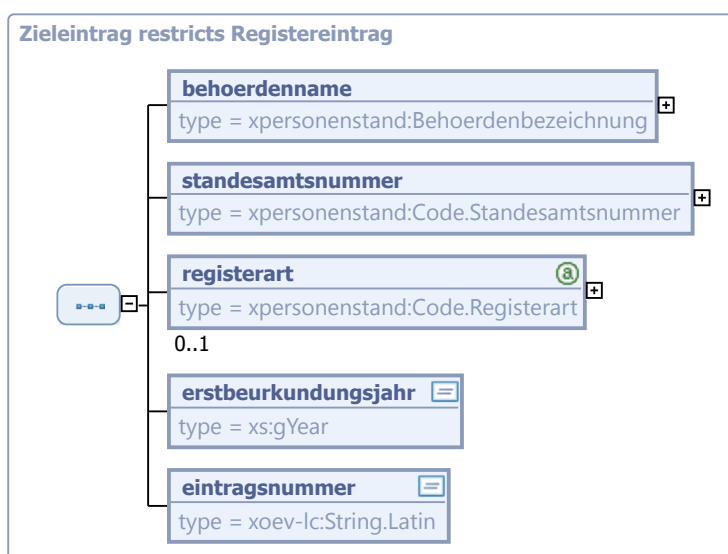 Zieleintrag restricts Registereintrag
behoerdenname
type = xpersonenstand:Behoerdenbezeichnung
standesamtsnummer
type = xpersonenstand:Code.Standesamtsnummer
registerart
type = xpersonenstand:Code.Registerart
0..1
erstbeurkundungsjahr
type = xs:gYear
eintragsnummer
type = xoev-lc:String.Latin